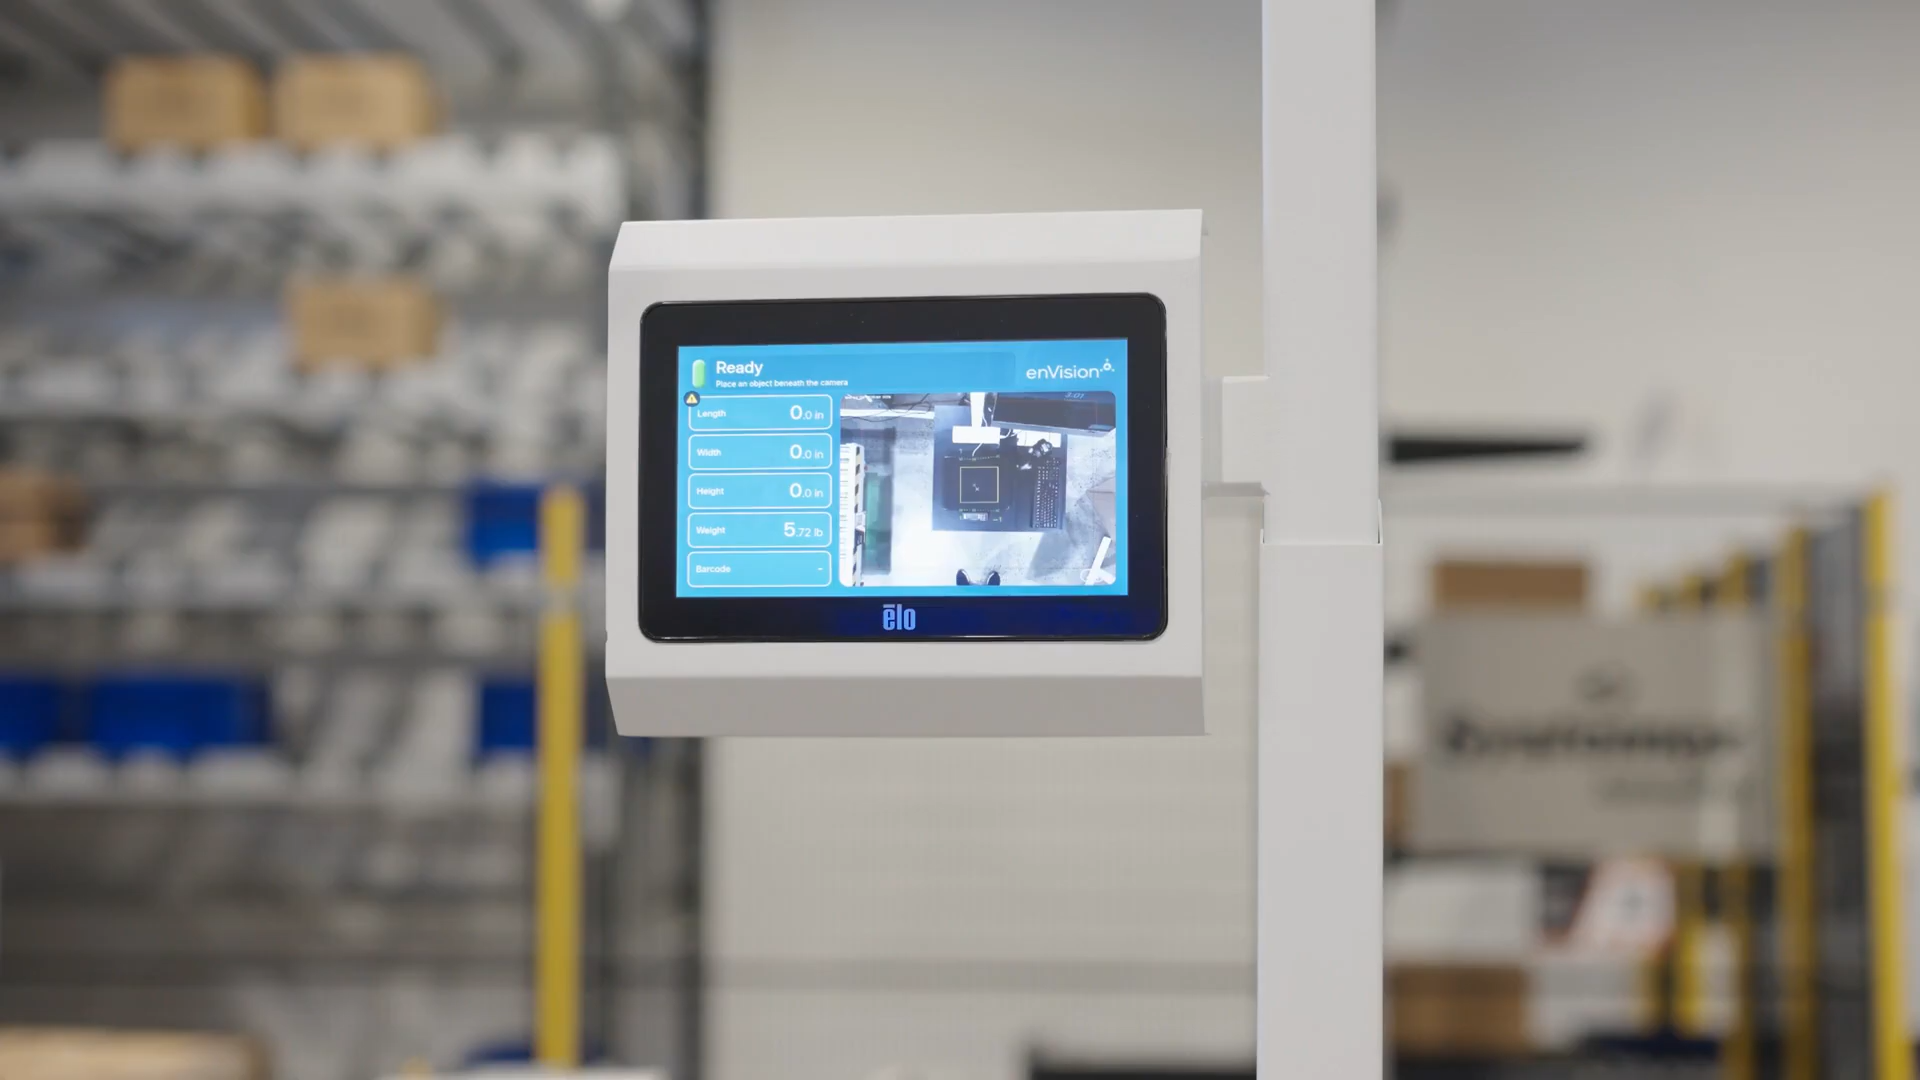 Ready
Place an object beneath the camera
enVision
Length 0.0 in
Width 0.0 in
Height 0.0 in
Weight 5.72 lb
Barcode -
ēlo